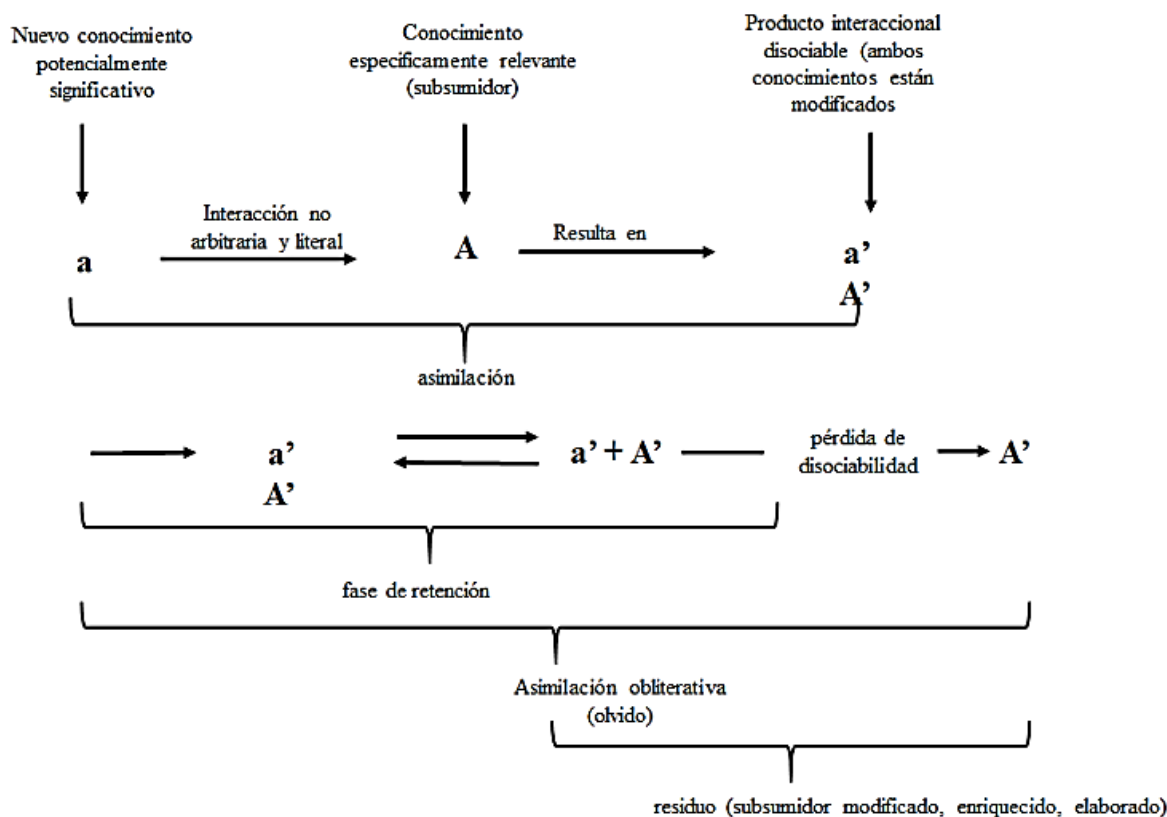 Nuevo conocimiento
potencialmente
significativo
Conocimiento
especificamente relevante
(subsumidor)
Producto interaccional
disociable (ambos
conocimientos están
modificados
a
Interacción no
arbitraria y literal
A
Resulta en
a’
A’
asimilación
a’
A’
a’ + A’
pérdida de
disociabilidad
A’
fase de retención
Asimilación obliterativa
(olvido)
residuo (subsumidor modificado, enriquecido, elaborado)